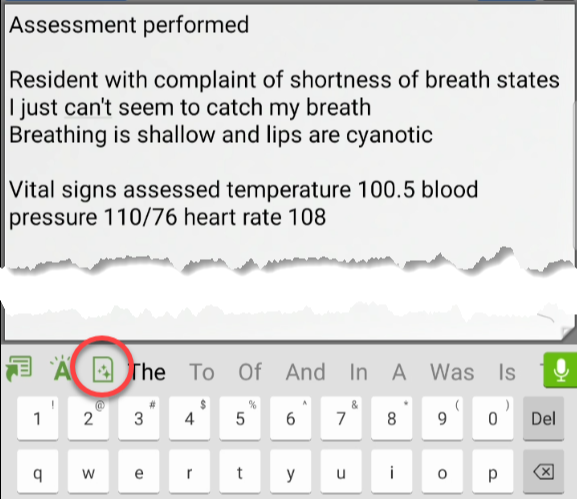 Assessment performed
Resident with complaint of shortness of breath states
I just can't seem to catch my breath
Breathing is shallow and lips are cyanotic
Vital signs assessed temperature 100.5 blood
pressure 110/76 heart rate 108
A The To Of And In A Was Is
! @ # $ % ^ & * ( )
1 2 3 4 5 6 7 8 9 0 Del
q w e r t y u i o p